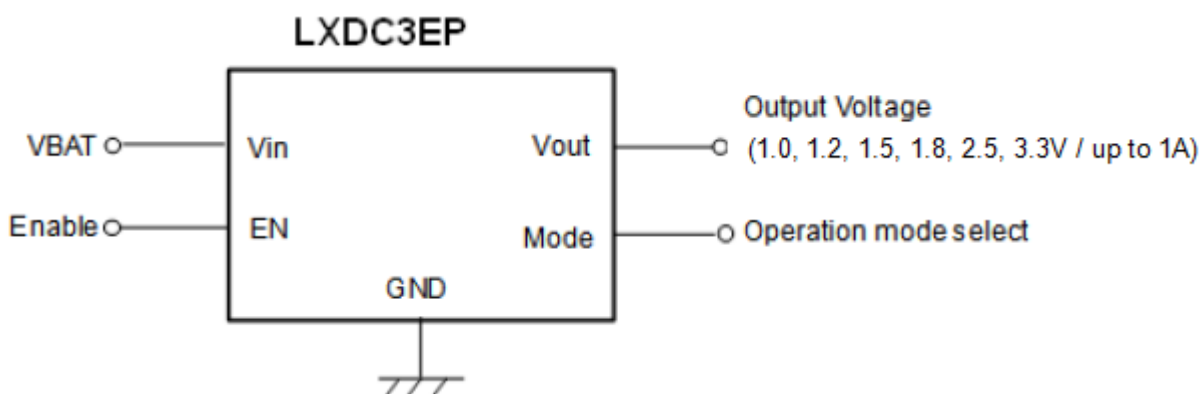 LXDC3EP
VBAT
Vin
Vout
Output Voltage
(1.0, 1.2, 1.5, 1.8, 2.5, 3.3V / up to 1A)
Enable
EN
Mode
Operation mode select
GND